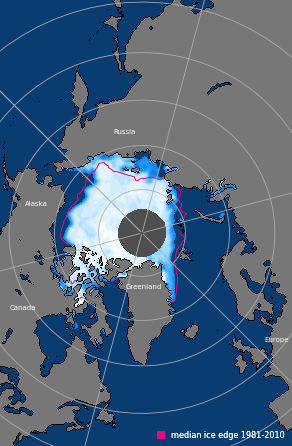 Russia
Alaska
Greenland
Canada
Europe
median ice edge 1981-2010